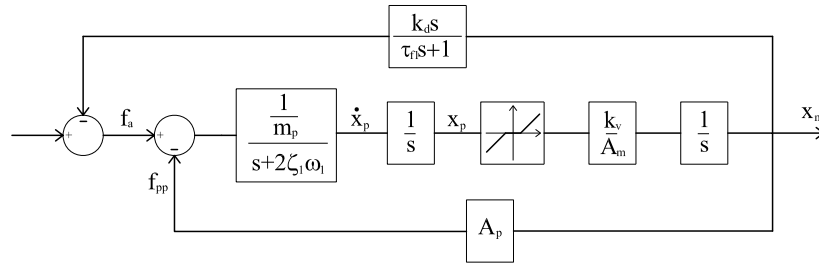 k_d s
τ_fl s+1
−
+
f_a
+
−
f_pp
1
m_p
s+2ζ_1ω_1
ẋ_p
1
s
x_p
k_v
A_m
1
s
x_m
A_p